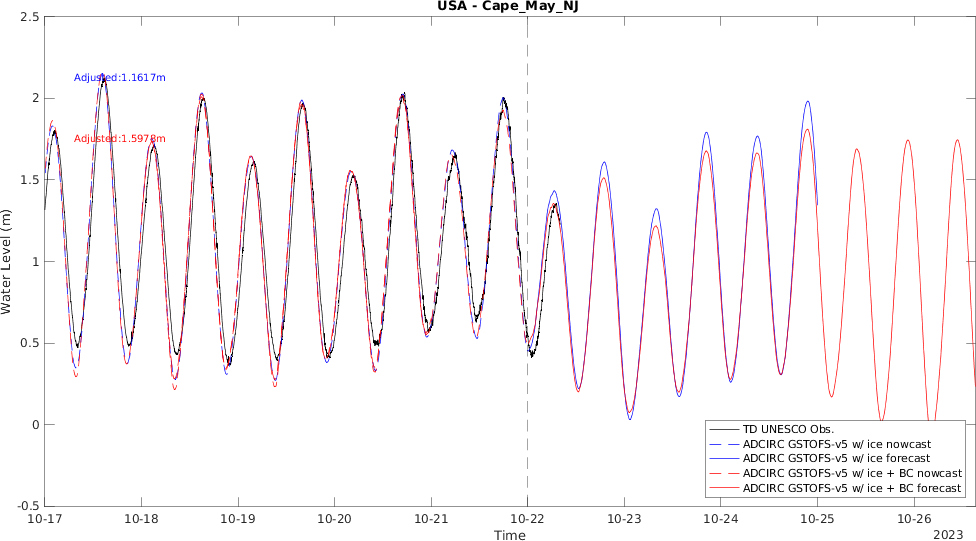 USA - Cape_May_NJ
2.5
2
1.5
1
0.5
0
-0.5
Water Level (m)
Adjusted:1.1617m
Adjusted:1.5978m
TD UNESCO Obs.
ADCIRC GSTOFS-v5 w/ ice nowcast
ADCIRC GSTOFS-v5 w/ ice forecast
ADCIRC GSTOFS-v5 w/ ice + BC nowcast
ADCIRC GSTOFS-v5 w/ ice + BC forecast
10-17 10-18 10-19 10-20 10-21 10-22 10-23 10-24 10-25 10-26
Time
2023